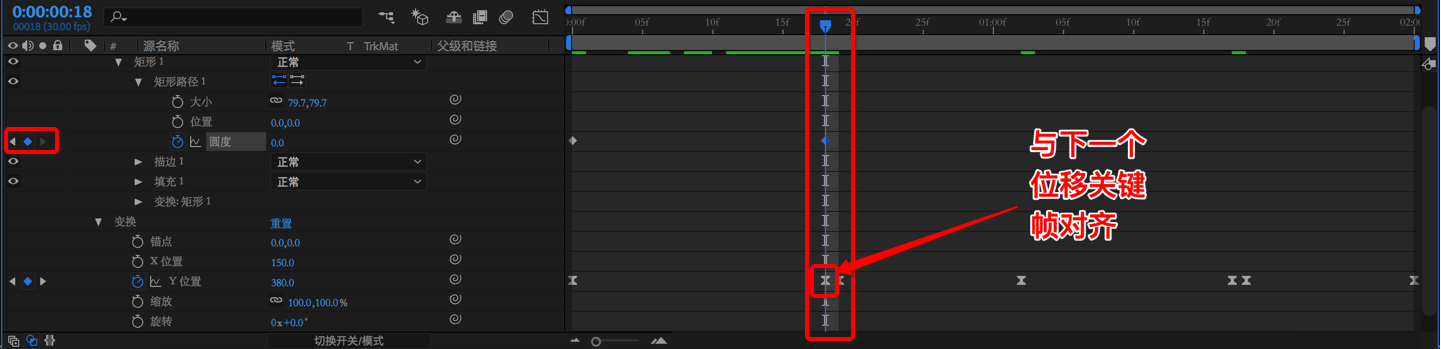 0:00:00:18
00018 (30.00 fps)
:00f 05f 10f 15f 20f 25f 01:00f 05f 10f 15f 20f 25f 02:00
# 源名称 模式 T TrkMat 父级和链接
矩形 1 正常
矩形路径 1
大小 79.7,79.7
位置 0.0,0.0
圆度 0.0
描边 1 正常
填充 1 正常
变换: 矩形 1
变换 重置
锚点 0.0,0.0
X 位置 150.0
Y 位置 380.0
缩放 100.0,100.0%
旋转 0x+0.0°
切换开关/模式
与下一个
位移关键
帧对齐